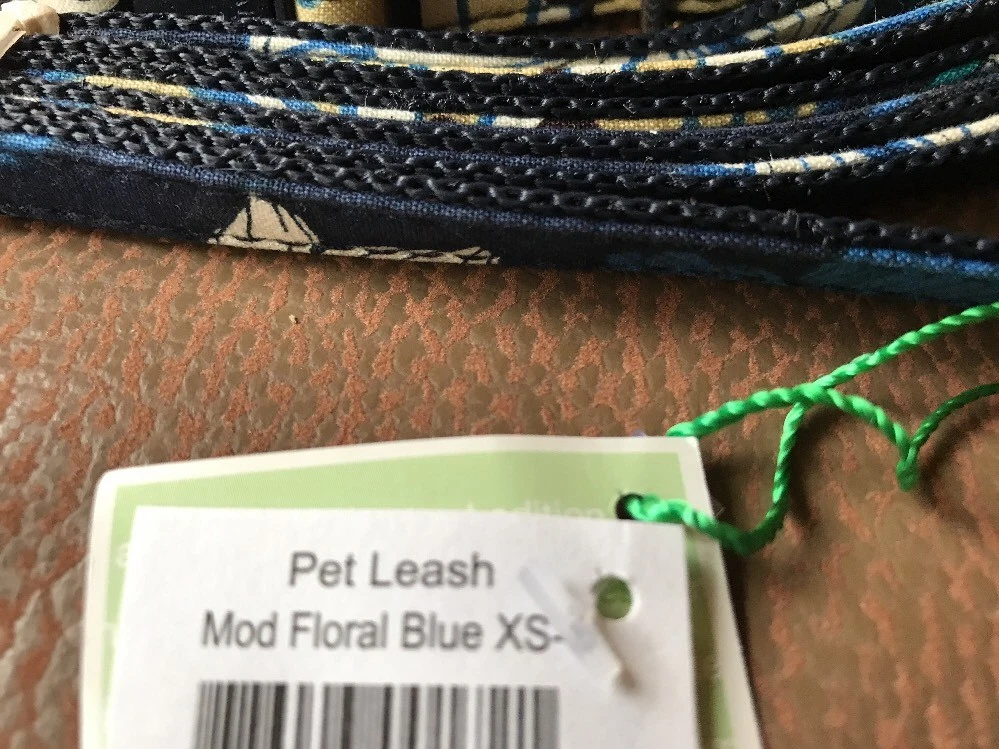 Pet Leash
Mod Floral Blue XS-